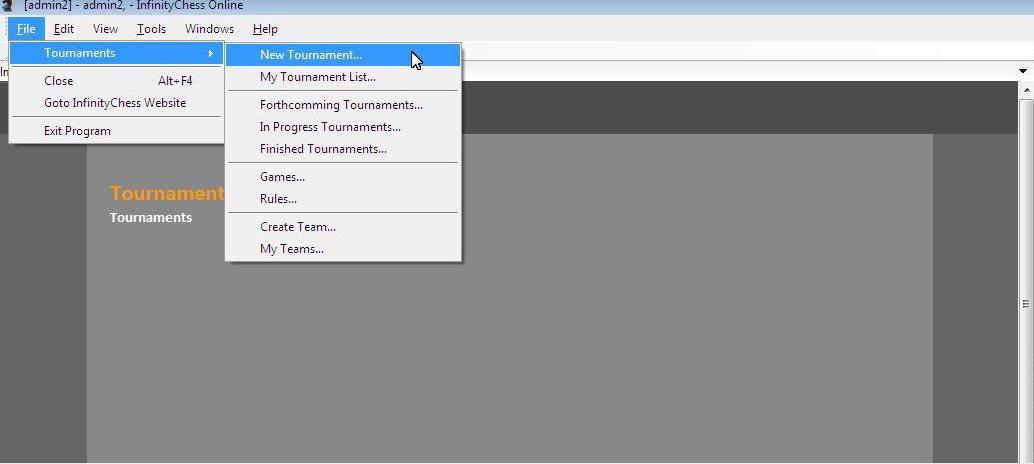 [admin2] - admin2, - InfinityChess Online
File Edit View Tools Windows Help
Tournaments
Close Alt+F4
Goto InfinityChess Website
Exit Program
New Tournament...
My Tournament List...
Forthcomming Tournaments...
In Progress Tournaments...
Finished Tournaments...
Games...
Rules...
Create Team...
My Teams...
In
Tournament
Tournaments